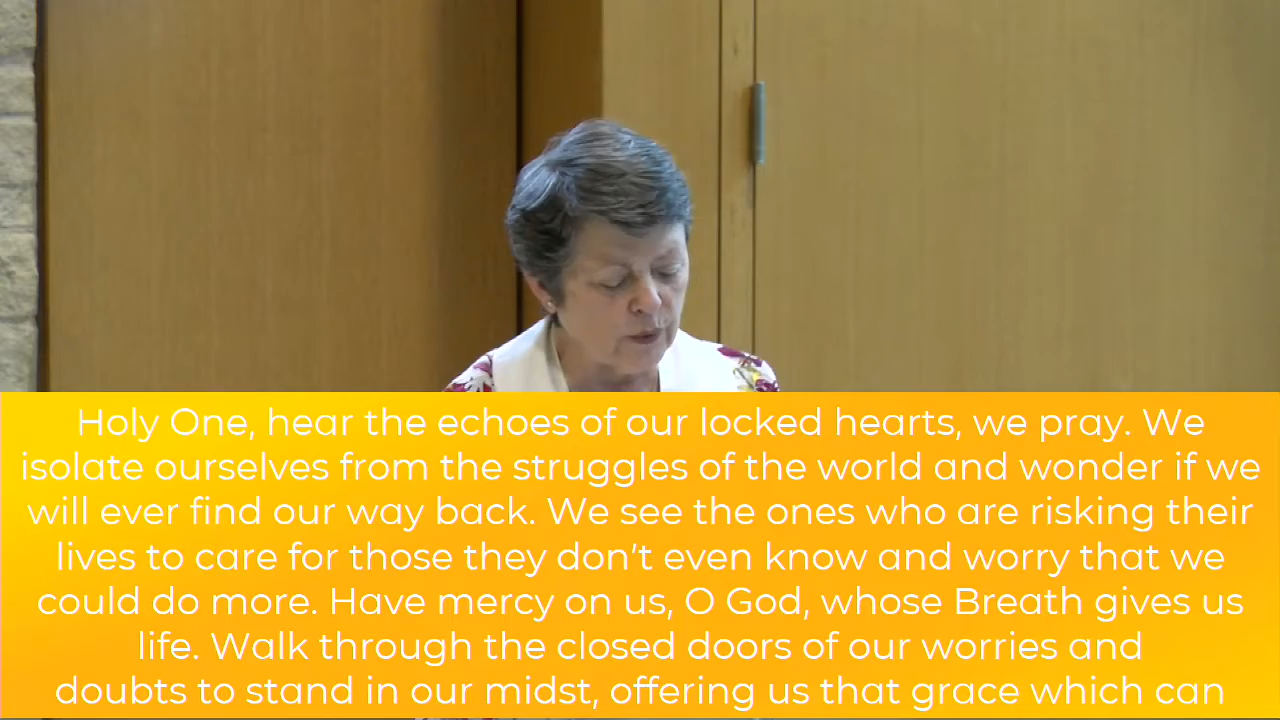 Holy One, hear the echoes of our locked hearts, we pray. We
isolate ourselves from the struggles of the world and wonder if we
will ever find our way back. We see the ones who are risking their
lives to care for those they don’t even know and worry that we
could do more. Have mercy on us, O God, whose Breath gives us
life. Walk through the closed doors of our worries and
doubts to stand in our midst, offering us that grace which can